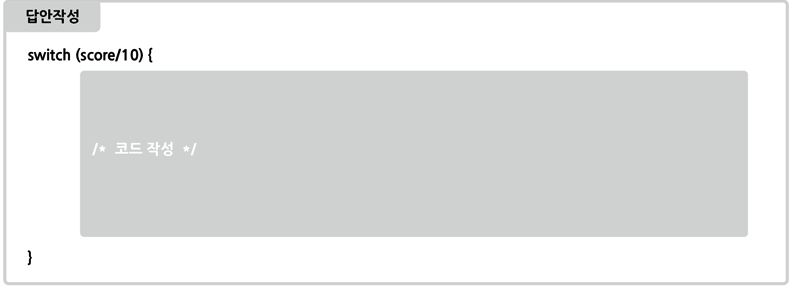 답안작성
switch (score/10) {
/* 코드 작성 */
}